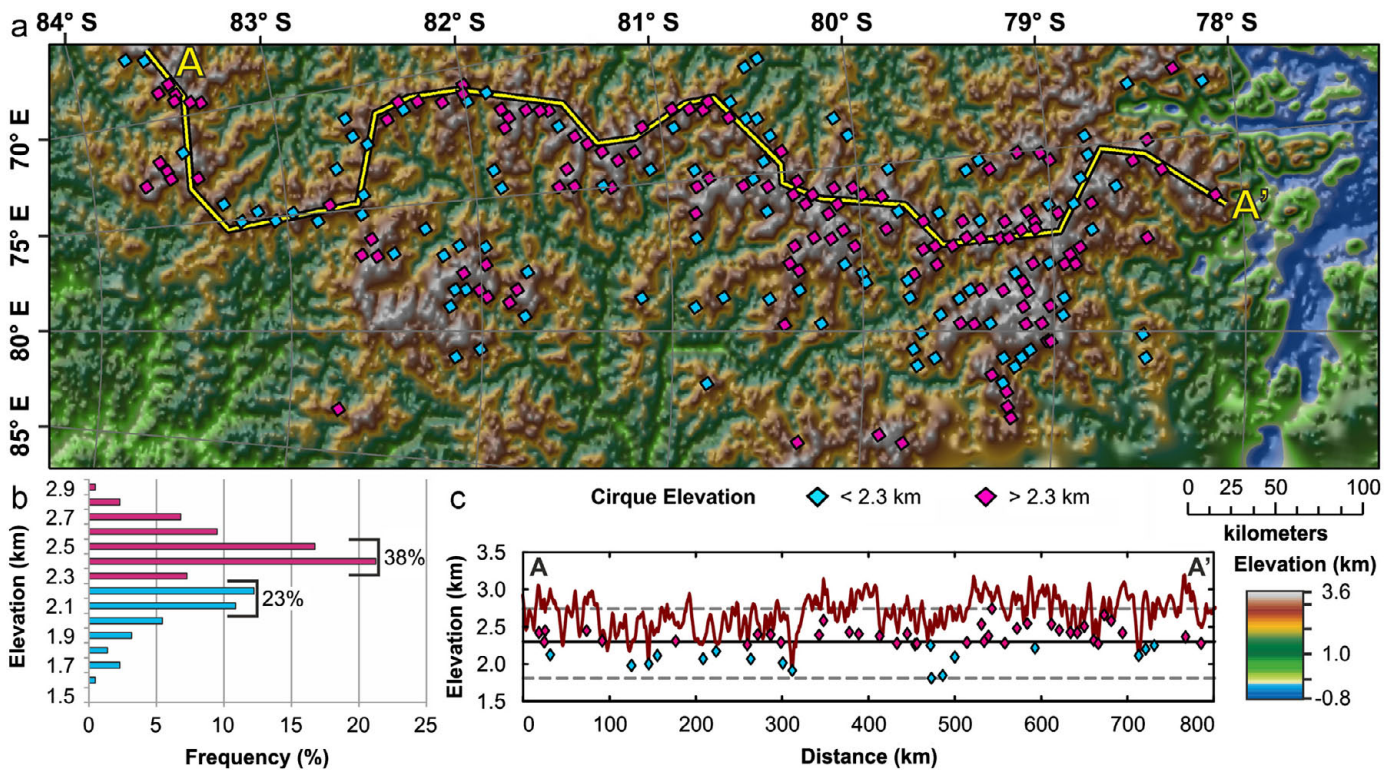 a
84° S 83° S 82° S 81° S 80° S 79° S 78° S
70° E
75° E
80° E
85° E
A
A'
b
2.9
2.7
2.5
2.3
2.1
1.9
1.7
1.5
Elevation (km)
38%
23%
0 5 10 15 20 25
Frequency (%)
Cirque Elevation < 2.3 km > 2.3 km
0 25 50 100
kilometers
c
A A'
3.5
3.0
2.5
2.0
1.5
Elevation (km)
0 100 200 300 400 500 600 700 800
Distance (km)
Elevation (km)
3.6
1.0
-0.8